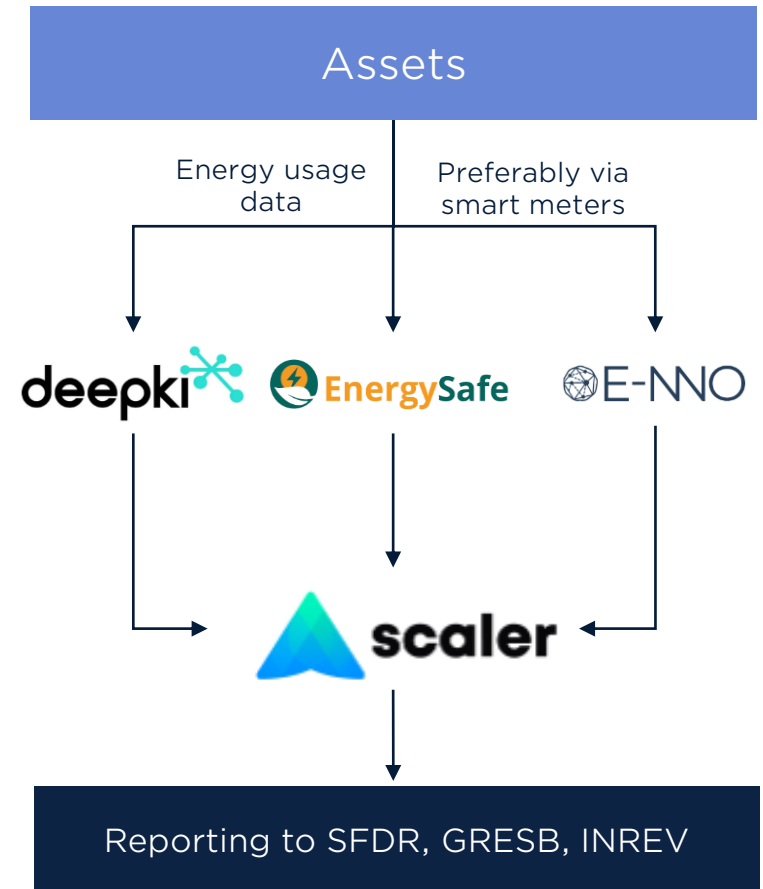 Assets
Energy usage
data
Preferably via
smart meters
deepki
EnergySafe
E-NNO
scaler
Reporting to SFDR, GRESB, INREV